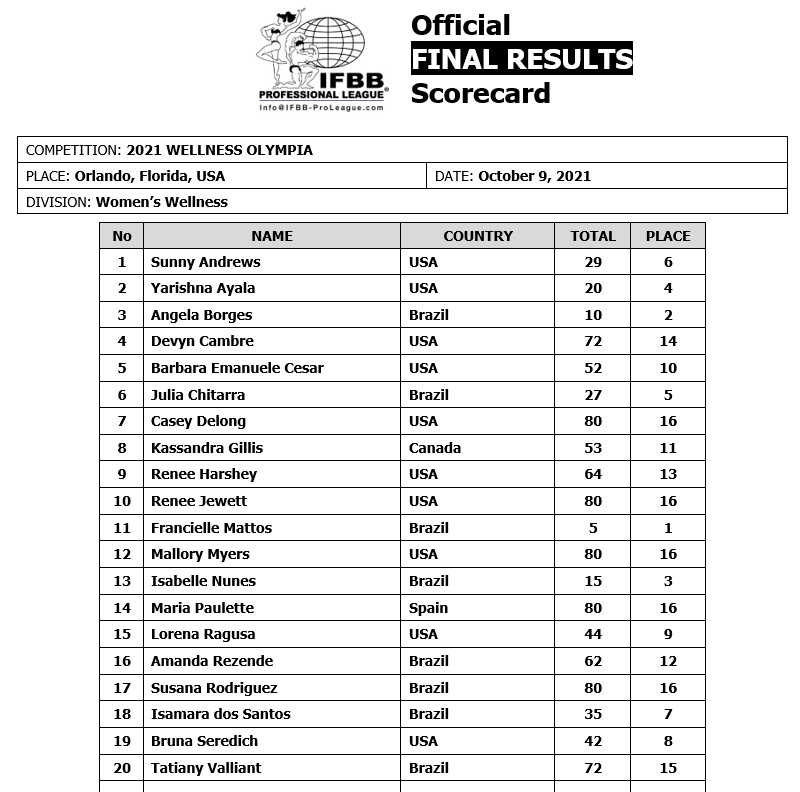 Official
FINAL RESULTS
Scorecard
IFBB
PROFESSIONAL LEAGUE®
Info@IFBB-ProLeague.com
COMPETITION: 2021 WELLNESS OLYMPIA
PLACE: Orlando, Florida, USA DATE: October 9, 2021
DIVISION: Women's Wellness
No NAME COUNTRY TOTAL PLACE
1 Sunny Andrews USA 29 6
2 Yarishna Ayala USA 20 4
3 Angela Borges Brazil 10 2
4 Devyn Cambre USA 72 14
5 Barbara Emanuele Cesar USA 52 10
6 Julia Chitarra Brazil 27 5
7 Casey Delong USA 80 16
8 Kassandra Gillis Canada 53 11
9 Renee Harshey USA 64 13
10 Renee Jewett USA 80 16
11 Francielle Mattos Brazil 5 1
12 Mallory Myers USA 80 16
13 Isabelle Nunes Brazil 15 3
14 Maria Paulette Spain 80 16
15 Lorena Ragusa USA 44 9
16 Amanda Rezende Brazil 62 12
17 Susana Rodriguez Brazil 80 16
18 Isamara dos Santos Brazil 35 7
19 Bruna Seredich USA 42 8
20 Tatiany Valliant Brazil 72 15